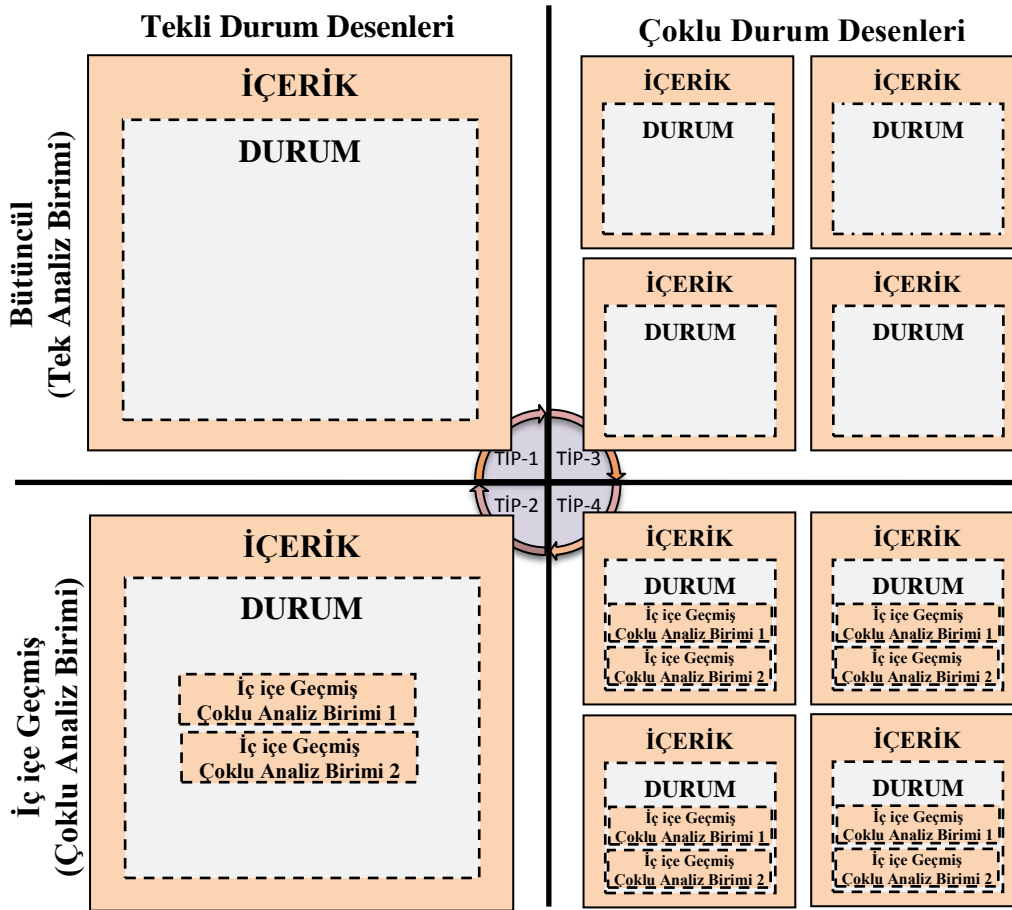 Tekli Durum Desenleri
Çoklu Durum Desenleri
Bütüncül
(Tek Analiz Birimi)
İÇERİK
DURUM
İÇERİK
DURUM
İÇERİK
DURUM
İÇERİK
DURUM
İÇERİK
DURUM
TİP-1
TİP-3
TİP-2
TİP-4
İç içe Geçmiş
(Çoklu Analiz Birimi)
İÇERİK
DURUM
İç içe Geçmiş
Çoklu Analiz Birimi 1
İç içe Geçmiş
Çoklu Analiz Birimi 2
İÇERİK
DURUM
İç içe Geçmiş
Çoklu Analiz Birimi 1
İç içe Geçmiş
Çoklu Analiz Birimi 2
İÇERİK
DURUM
İç içe Geçmiş
Çoklu Analiz Birimi 1
İç içe Geçmiş
Çoklu Analiz Birimi 2
İÇERİK
DURUM
İç içe Geçmiş
Çoklu Analiz Birimi 1
İç içe Geçmiş
Çoklu Analiz Birimi 2
İÇERİK
DURUM
İç içe Geçmiş
Çoklu Analiz Birimi 1
İç içe Geçmiş
Çoklu Analiz Birimi 2